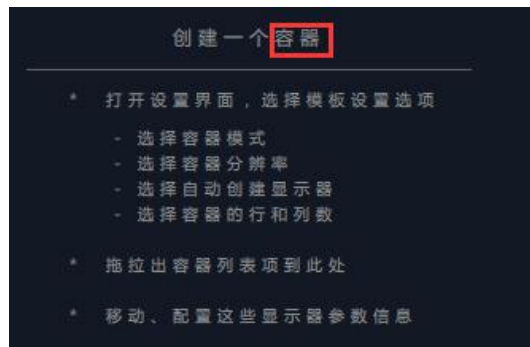 创建一个容器
* 打开设置界面,选择模板设置选项
- 选择容器模式
- 选择容器分辨率
- 选择自动创建显示器
- 选择容器的行和列数
* 拖拉出容器列表项到此处
* 移动、配置这些显示器参数信息